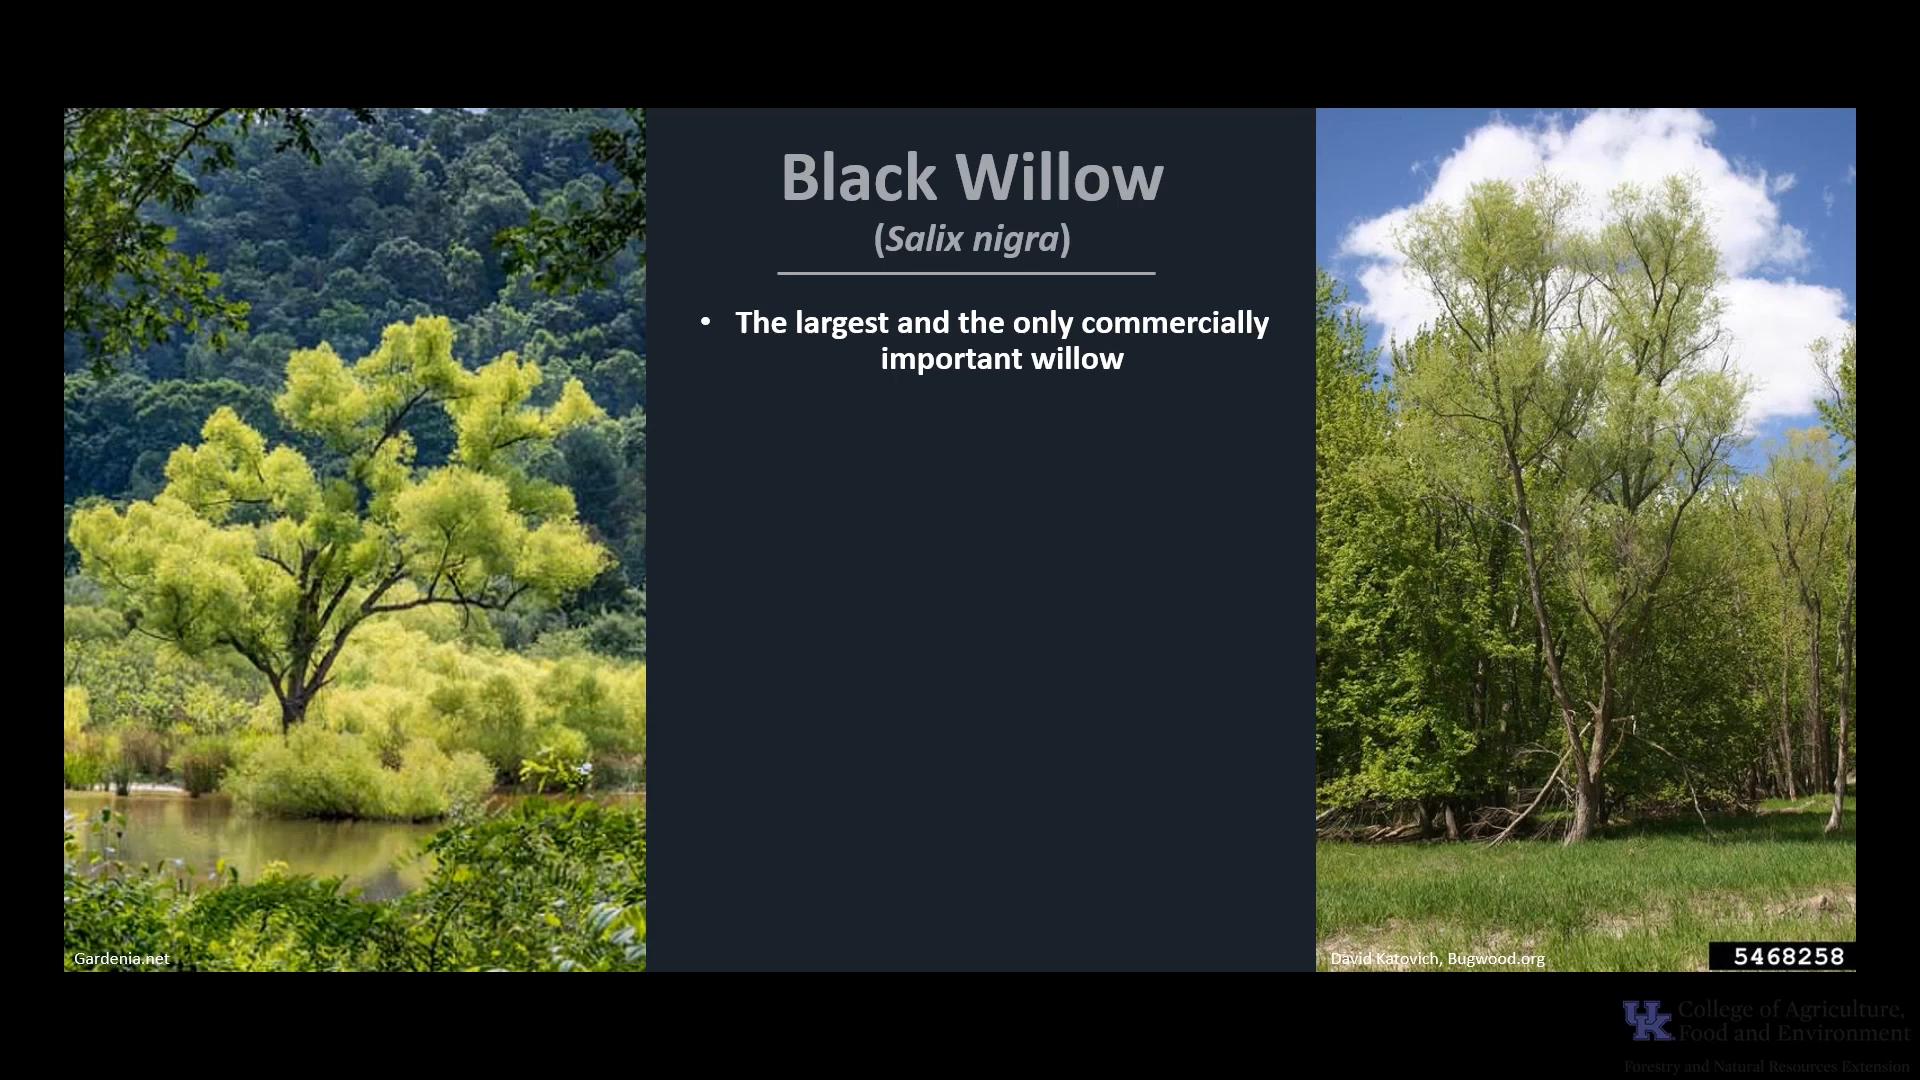 Black Willow
(Salix nigra)
• The largest and the only commercially
important willow
Gardenia.net
David Katovich, Bugwood.org
5468258
UK College of Agriculture,
Food and Environment
Forestry and Natural Resources Extension